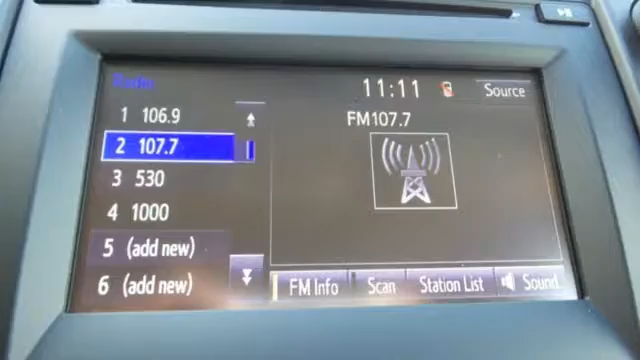 Radio
11:11
Source
1 106.9
FM107.7
2 107.7
3 530
4 1000
5 (add new)
6 (add new)
FM Info
Scan
Station List
Sound